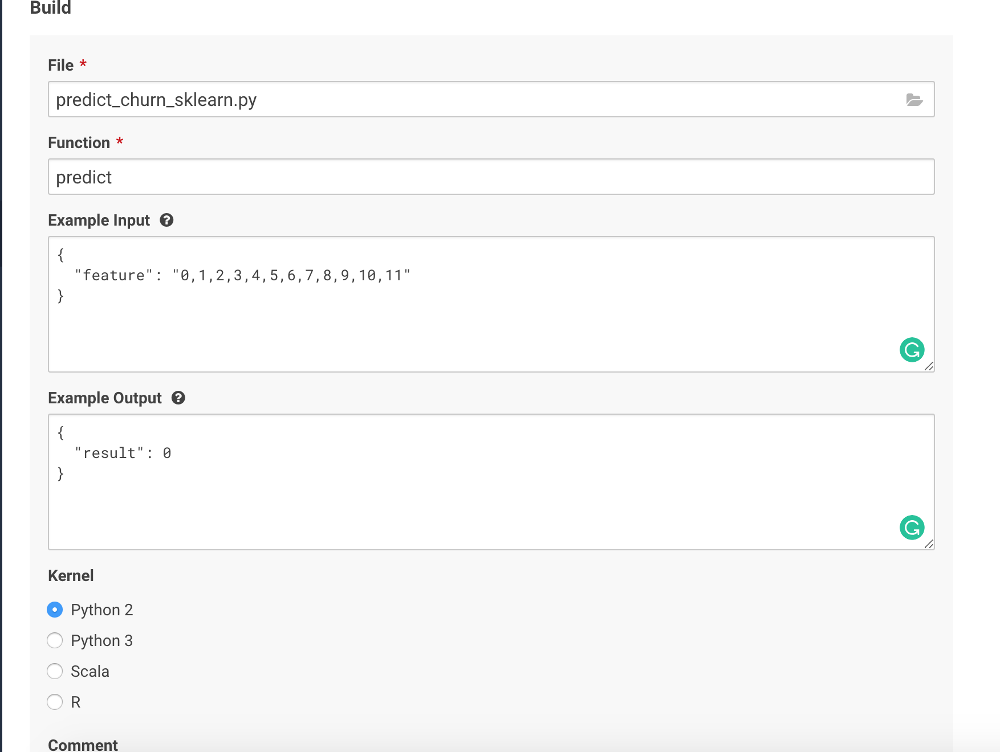 Build
File *
predict_churn_sklearn.py
Function *
predict
Example Input ?
{
"feature": "0,1,2,3,4,5,6,7,8,9,10,11"
}
Example Output ?
{
"result": 0
}
Kernel
Python 2
Python 3
Scala
R
Comment